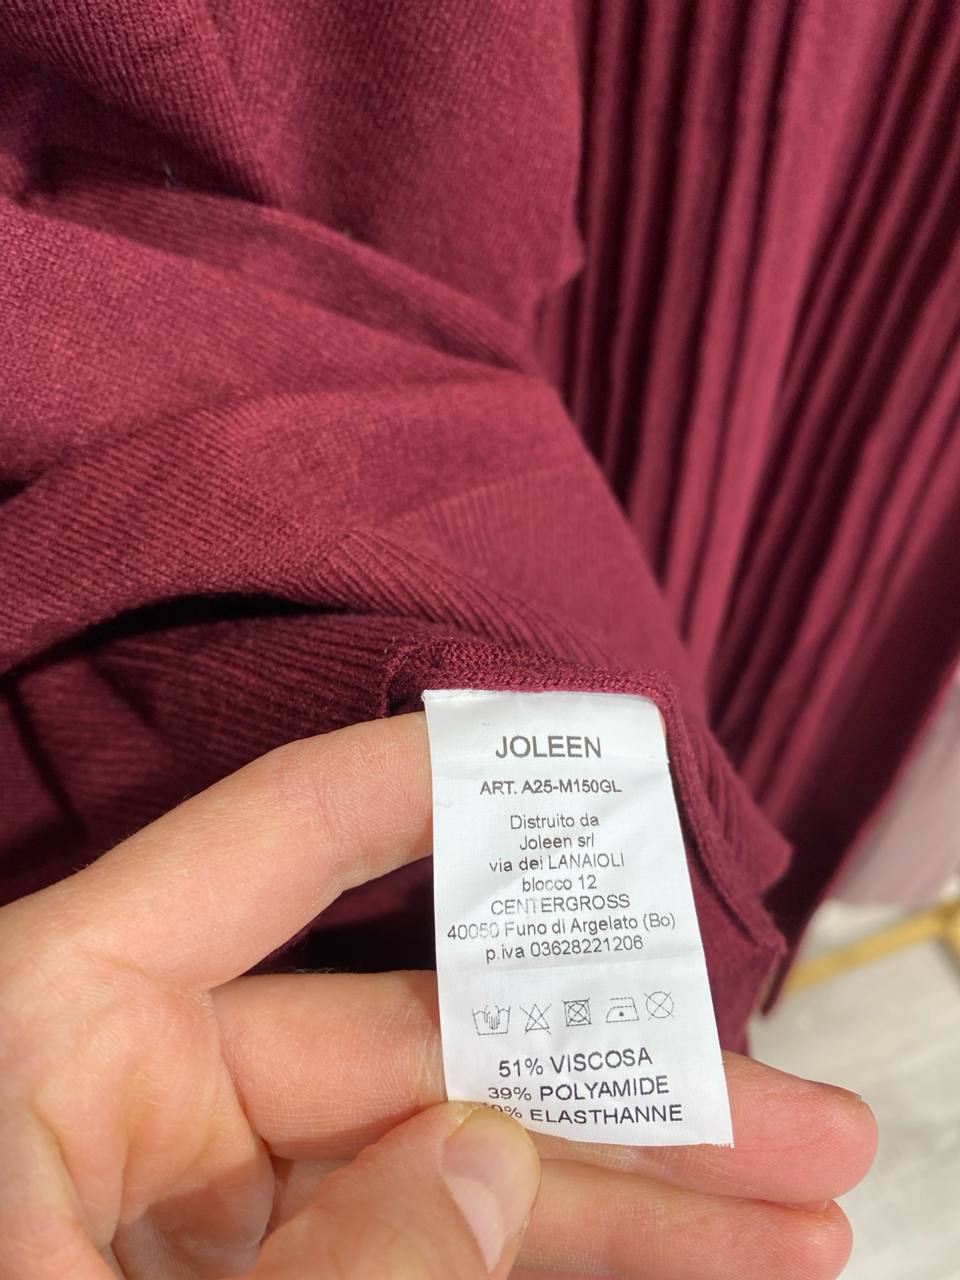 JOLEEN
ART. A25-M150GL
Distruito da
Joleen srl
via dei LANAIOLI
blocco 12
CENTERGROSS
40050 Funo di Argelato (Bo)
p.iva 03628221206
51% VISCOSA
39% POLYAMIDE
10% ELASTHANNE